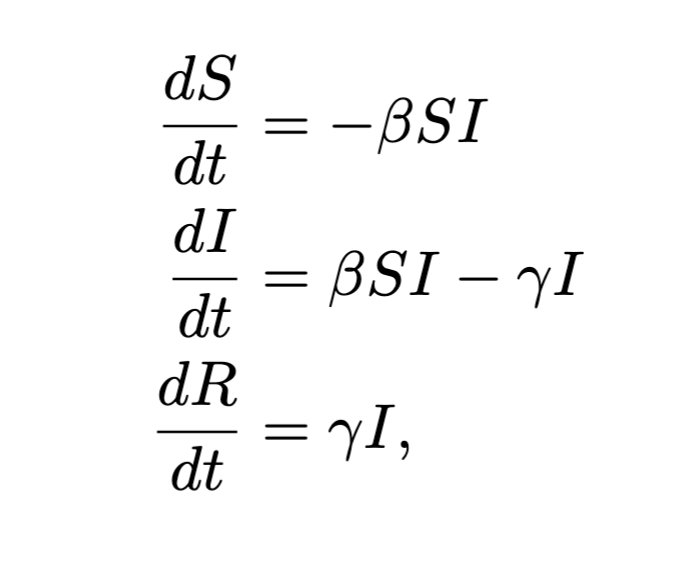 dS/dt = −βSI
dI/dt = βSI − γI
dR/dt = γI,